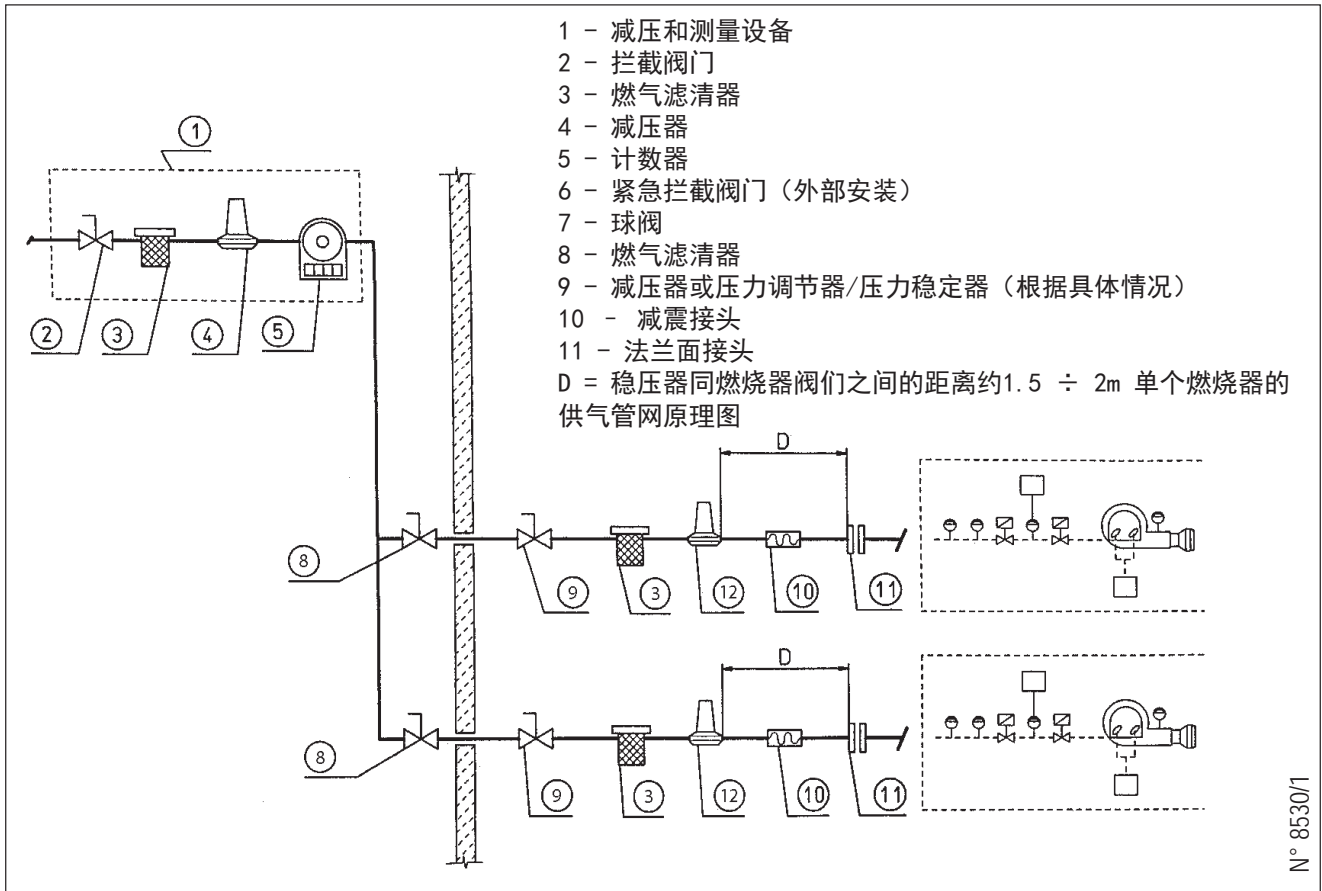 1 - 减压和测量设备
2 - 拦截阀门
3 - 燃气滤清器
4 - 减压器
5 - 计数器
6 - 紧急拦截阀门（外部安装）
7 - 球阀
8 - 燃气滤清器
9 - 减压器或压力调节器/压力稳定器（根据具体情况）
10 - 减震接头
11 - 法兰面接头
D = 稳压器同燃烧器阀们之间的距离约1.5 ÷ 2m 单个燃烧器的
供气管网原理图
1
2 3 4 5
D
8 9 3 12 10 11
D
8 9 3 12 10 11
N° 8530/1